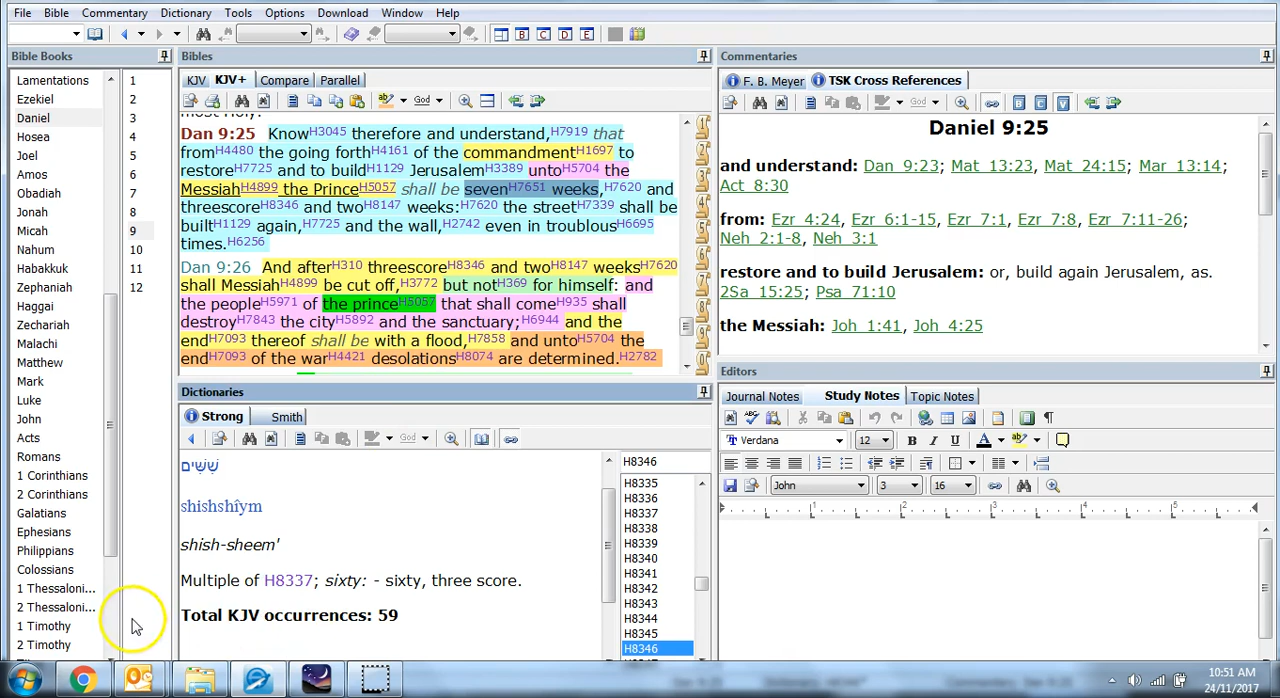 File Bible Commentary Dictionary Tools Options Download Window Help
B C D E
Bible Books
Lamentations
Ezekiel
Daniel
Hosea
Joel
Amos
Obadiah
Jonah
Micah
Nahum
Habakkuk
Zephaniah
Haggai
Zechariah
Malachi
Matthew
Mark
Luke
John
Acts
Romans
1 Corinthians
2 Corinthians
Galatians
Ephesians
Philippians
Colossians
1 Thessaloni...
2 Thessaloni...
1 Timothy
2 Timothy
1
2
3
4
5
6
7
8
9
10
11
12
Bibles
KJV KJV+ Compare Parallel
God
Dan 9:25 KnowH3045 therefore and understand,H7919 that
fromH4480 the going forthH4161 of the commandmentH1697 to
restoreH7725 and to buildH1129 JerusalemH3389 untoH5704 the
MessiahH4899 the PrinceH5057 shall be sevenH7651 weeks,H7620 and
threescoreH8346 and twoH8147 weeks:H7620 the streetH7339 shall be
builtH1129 again,H7725 and the wall,H2742 even in troublousH6695
times.H6256
Dan 9:26 And afterH310 threescoreH8346 and twoH8147 weeksH7620
shall MessiahH4899 be cut off,H3772 but notH369 for himself: and
the peopleH5971 of the princeH5057 that shall comeH935 shall
destroyH7843 the cityH5892 and the sanctuary;H6944 and the
endH7093 thereof shall be with a flood,H7858 and untoH5704 the
endH7093 of the warH4421 desolationsH8074 are determined.H2782
Dictionaries
Strong Smith
God
שִׁשִּׁים
shishshîym
shish-sheem'
Multiple of H8337; sixty: - sixty, three score.
Total KJV occurrences: 59
H8346
H8335
H8336
H8337
H8338
H8339
H8340
H8341
H8342
H8343
H8344
H8345
H8346
Commentaries
F. B. Meyer TSK Cross References
God B C V
Daniel 9:25
and understand: Dan 9:23; Mat 13:23, Mat 24:15; Mar 13:14;
Act 8:30
from: Ezr 4:24, Ezr 6:1-15, Ezr 7:1, Ezr 7:8, Ezr 7:11-26;
Neh 2:1-8, Neh 3:1
restore and to build Jerusalem: or, build again Jerusalem, as.
2Sa 15:25; Psa 71:10
the Messiah: Joh 1:41, Joh 4:25
Editors
Journal Notes Study Notes Topic Notes
ABC ¶
Verdana 12 B I U A ab
John 3 16
1 2 3 4 5
10:51 AM
24/11/2017